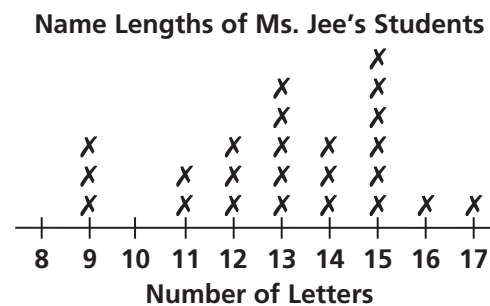 Name Lengths of Ms. Jee's Students
8 9 10 11 12 13 14 15 16 17
Number of Letters